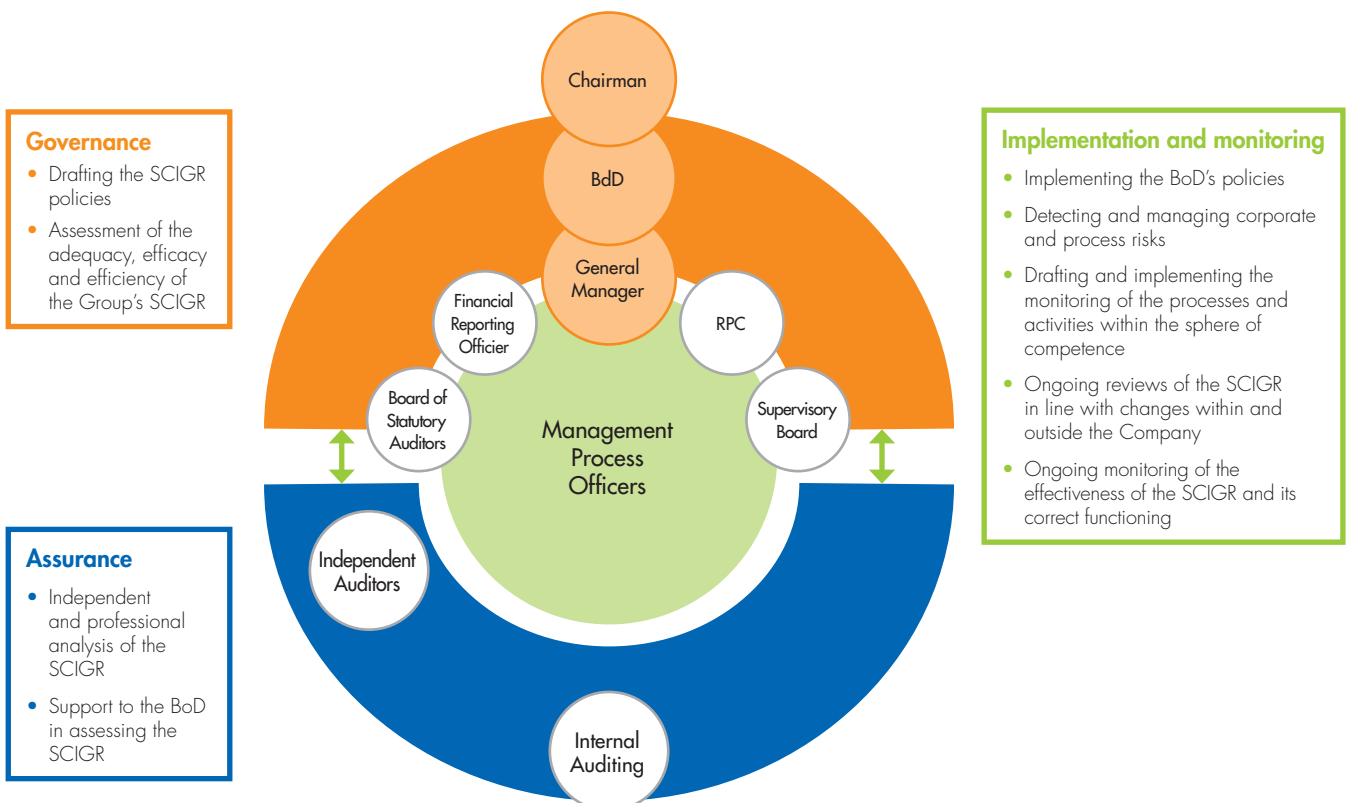 Chairman
BdD
General
Manager
Financial
Reporting
Officier
RPC
Board of
Statutory
Auditors
Supervisory
Board
Management
Process
Officers
Independent
Auditors
Internal
Auditing
Governance
• Drafting the SCIGR
policies
• Assessment of the
adequacy, efficacy
and efficiency of
the Group's SCIGR
Assurance
• Independent
and professional
analysis of the
SCIGR
• Support to the BoD
in assessing the
SCIGR
Implementation and monitoring
• Implementing the BoD's policies
• Detecting and managing corporate
and process risks
• Drafting and implementing the
monitoring of the processes and
activities within the sphere of
competence
• Ongoing reviews of the SCIGR
in line with changes within and
outside the Company
• Ongoing monitoring of the
effectiveness of the SCIGR and its
correct functioning